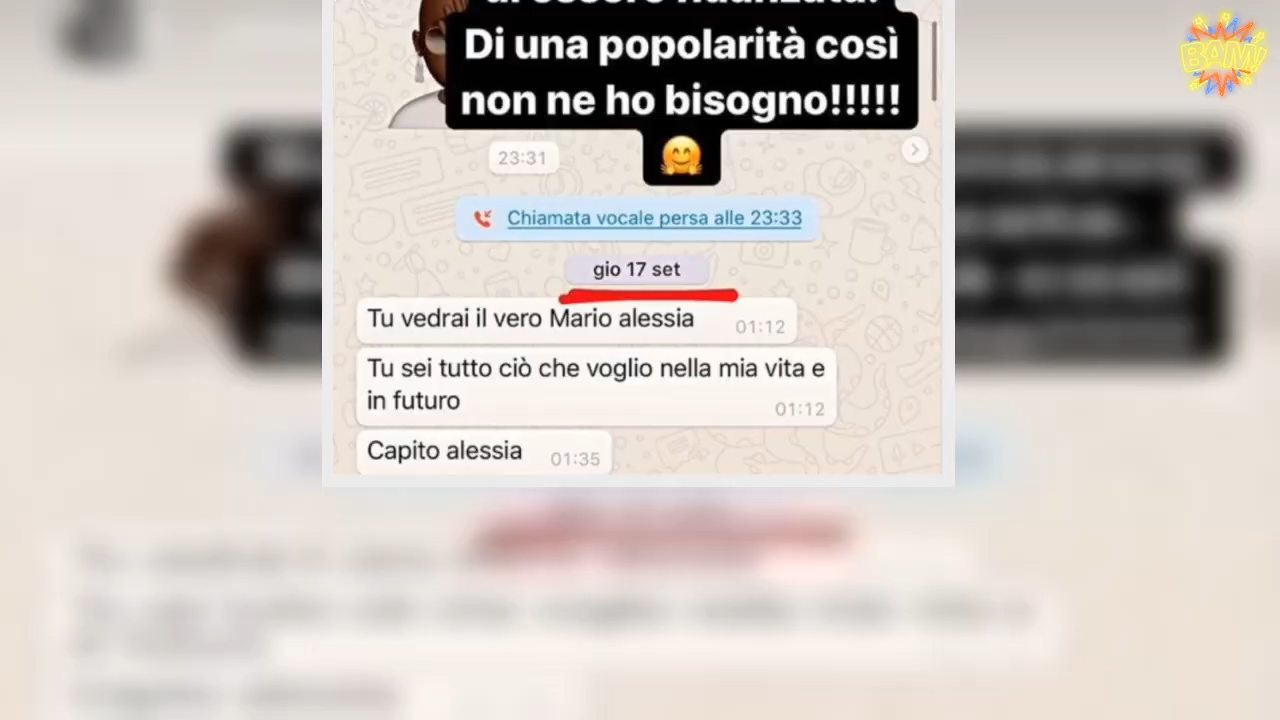 Di una popolarità così
non ne ho bisogno!!!!!
BAM!
23:31
Chiamata vocale persa alle 23:33
gio 17 set
Tu vedrai il vero Mario alessia
01:12
Tu sei tutto ciò che voglio nella mia vita e
in futuro
01:12
Capito alessia
01:35